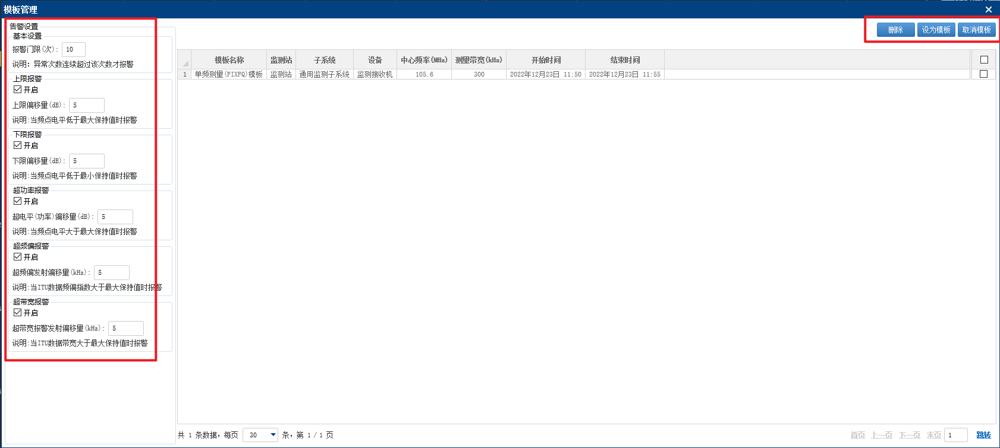 模板管理
告警设置
基本设置
报警门限(次): 10
说明: 异常次数连续超过该次数才报警
上限报警
开启
上限偏移量(dB): 5
说明:当频点电平低于最大保持值时报警
下限报警
开启
下限偏移量(dB): 5
说明:当频点电平低于最小保持值时报警
超功率报警
开启
超电平(功率)偏移量(dB): 5
说明:当频点电平大于最大保持值时报警
超频偏报警
开启
超频偏发射偏移量(kHz): 5
说明:当ITU数据频偏指数大于最大保持值时报警
超带宽报警
开启
超带宽报警发射偏移量(kHz): 5
说明:当ITU数据带宽大于最大保持值时报警
删除 设为模板 取消模板
模板名称 监测站 子系统 设备 中心频率(MHz) 测量带宽(kHz) 开始时间 结束时间
1 单频测量(FIXFQ)模板 监测站 通用监测子系统 监测接收机 105.6 300 2022年12月23日 11:50 2022年12月23日 11:55
共 1 条数据, 每页 30 条, 第 1 / 1 页
首页 上一页 下一页 末页 1 跳转